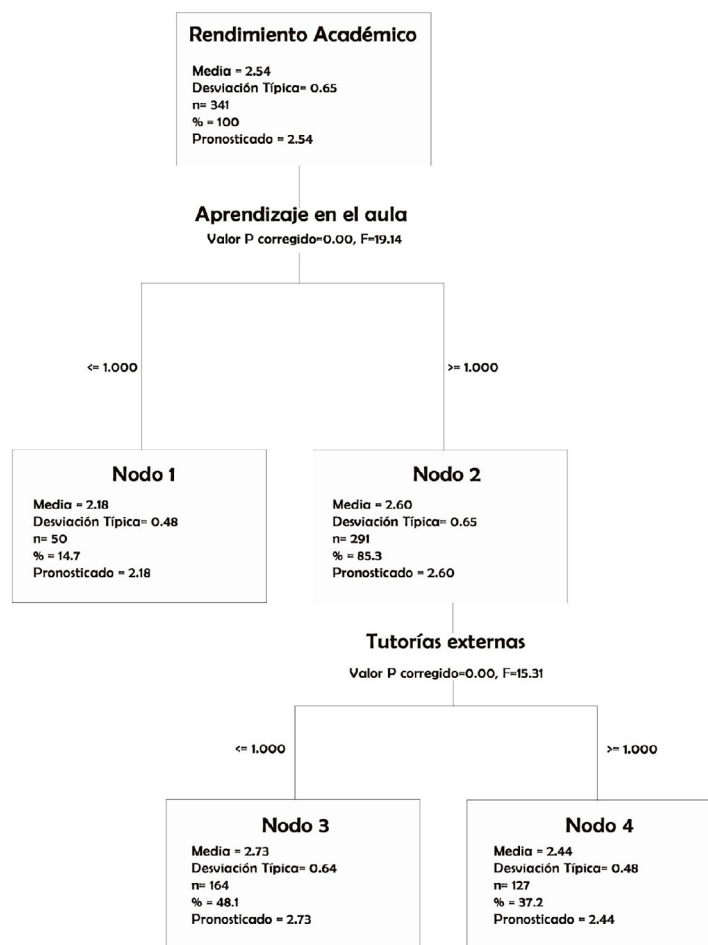 Rendimiento Académico
Media = 2.54
Desviación Típica= 0.65
n= 341
% = 100
Pronosticado = 2.54
Aprendizaje en el aula
Valor P corregido=0.00, F=19.14
<= 1.000
>= 1.000
Nodo 1
Media = 2.18
Desviación Típica= 0.48
n= 50
% = 14.7
Pronosticado = 2.18
Nodo 2
Media = 2.60
Desviación Típica= 0.65
n= 291
% = 85.3
Pronosticado = 2.60
Tutorías externas
Valor P corregido=0.00, F=15.31
<= 1.000
>= 1.000
Nodo 3
Media = 2.73
Desviación Típica= 0.64
n= 164
% = 48.1
Pronosticado = 2.73
Nodo 4
Media = 2.44
Desviación Típica= 0.48
n= 127
% = 37.2
Pronosticado = 2.44